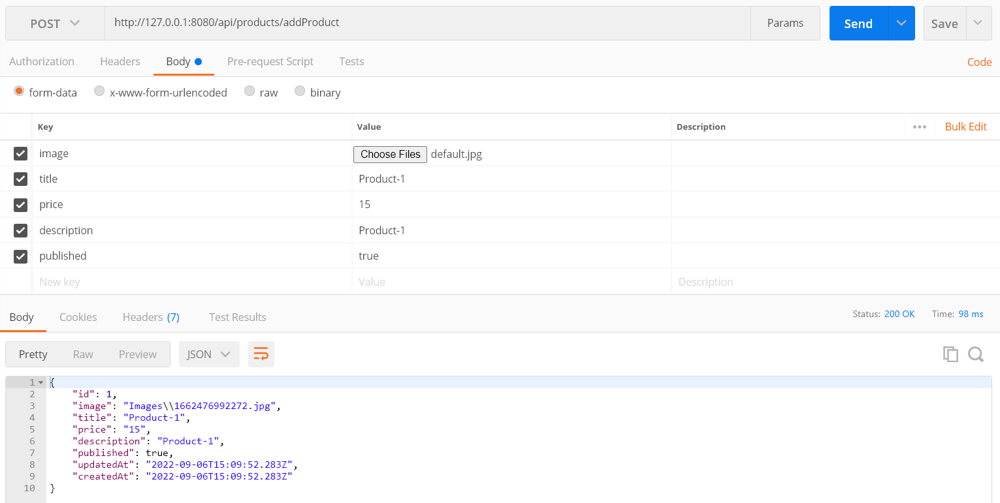 POST http://127.0.0.1:8080/api/products/addProduct Params Send Save
Authorization Headers Body Pre-request Script Tests Code
form-data x-www-form-urlencoded raw binary
Key Value Description ••• Bulk Edit
image Choose Files default.jpg
title Product-1
price 15
description Product-1
published true
New key Value Description
Body Cookies Headers (7) Test Results Status: 200 OK Time: 98 ms
Pretty Raw Preview JSON
1 {
2 "id": 1,
3 "image": "Images\\1662476992272.jpg",
4 "title": "Product-1",
5 "price": "15",
6 "description": "Product-1",
7 "published": true,
8 "updatedAt": "2022-09-06T15:09:52.283Z",
9 "createdAt": "2022-09-06T15:09:52.283Z"
10 }